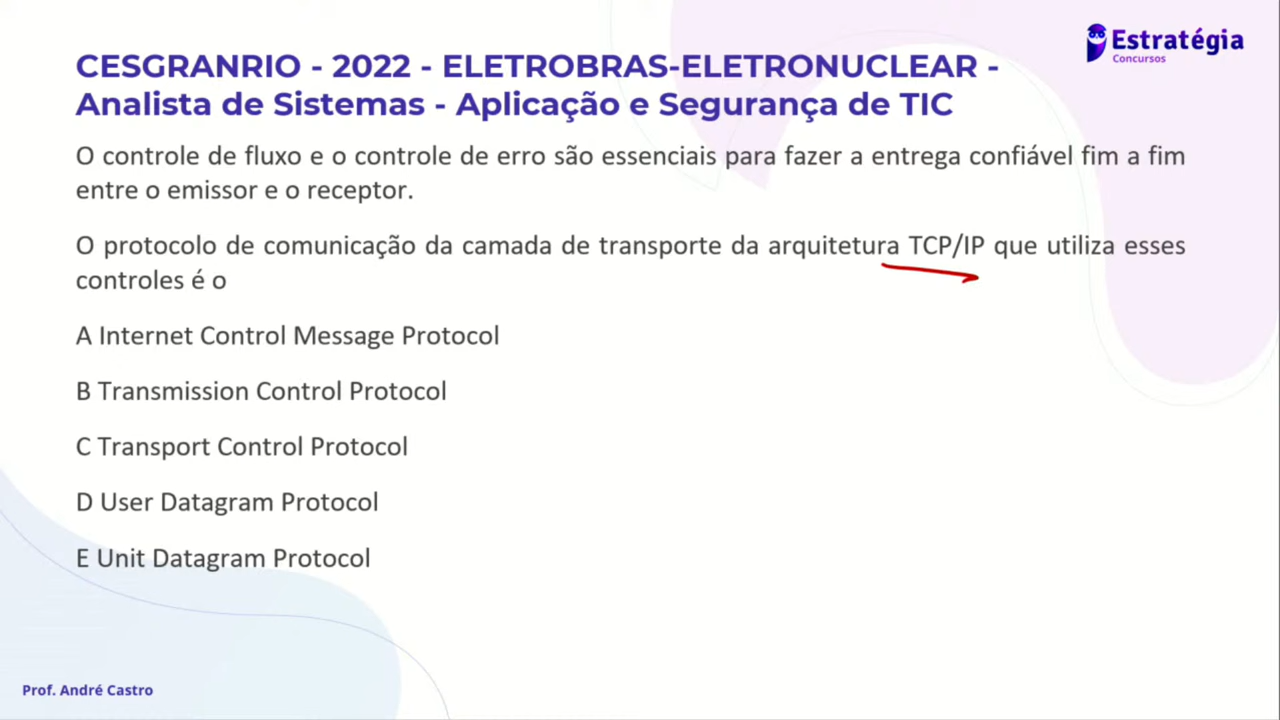 Estratégia
Concursos
CESGRANRIO - 2022 - ELETROBRAS-ELETRONUCLEAR -
Analista de Sistemas - Aplicação e Segurança de TIC
O controle de fluxo e o controle de erro são essenciais para fazer a entrega confiável fim a fim
entre o emissor e o receptor.
O protocolo de comunicação da camada de transporte da arquitetura TCP/IP que utiliza esses
controles é o
A Internet Control Message Protocol
B Transmission Control Protocol
C Transport Control Protocol
D User Datagram Protocol
E Unit Datagram Protocol
Prof. André Castro